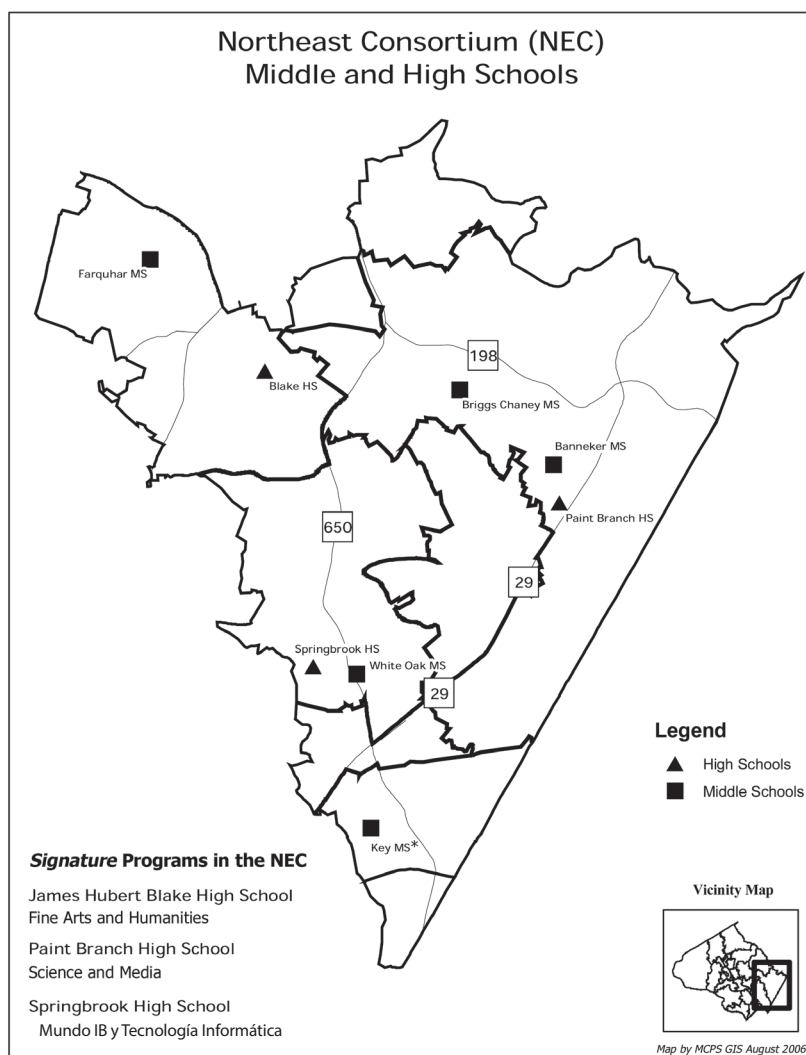 Northeast Consortium (NEC)
Middle and High Schools
Farquhar MS
198
Blake HS
Briggs Chaney MS
Banneker MS
Paint Branch HS
650
29
Springbrook HS
White Oak MS
29
Legend
High Schools
Middle Schools
Key MS*
Signature Programs in the NEC
James Hubert Blake High School
Fine Arts and Humanities
Paint Branch High School
Science and Media
Springbrook High School
Mundo IB y Tecnología Informática
Vicinity Map
Map by MCPS GIS August 2006